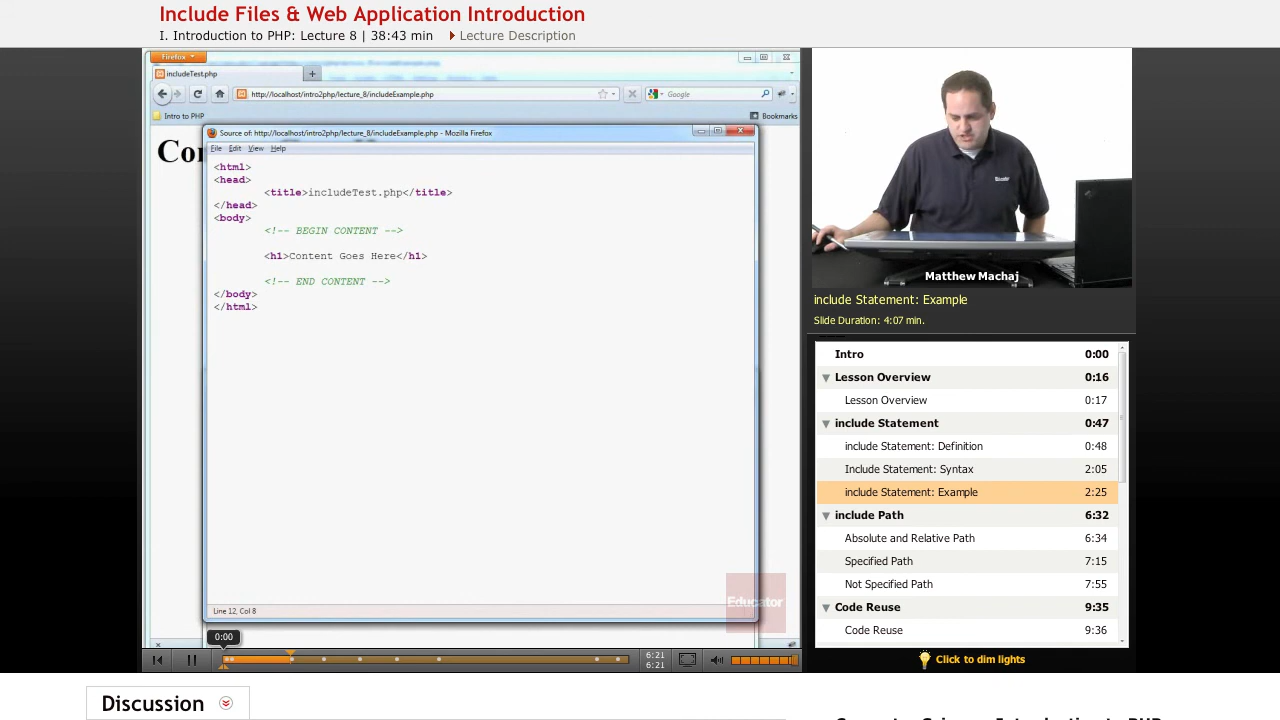 Include Files & Web Application Introduction
I. Introduction to PHP: Lecture 8 | 38:43 min
Lecture Description
Firefox
includeTest.php
http://localhost/intro2php/lecture_8/includeExample.php
Google
Intro to PHP
Bookmarks
Source of: http://localhost/intro2php/lecture_8/includeExample.php - Mozilla Firefox
File Edit View Help
<html>
<head>
<title>includeTest.php</title>
</head>
<body>
<!-- BEGIN CONTENT -->
<h1>Content Goes Here</h1>
<!-- END CONTENT -->
</body>
</html>
Line 12, Col 8
Educator
0:00
6:21
6:21
Matthew Machaj
include Statement: Example
Slide Duration: 4:07 min.
Intro 0:00
Lesson Overview 0:16
Lesson Overview 0:17
include Statement 0:47
include Statement: Definition 0:48
Include Statement: Syntax 2:05
include Statement: Example 2:25
include Path 6:32
Absolute and Relative Path 6:34
Specified Path 7:15
Not Specified Path 7:55
Code Reuse 9:35
Code Reuse 9:36
Click to dim lights
Discussion